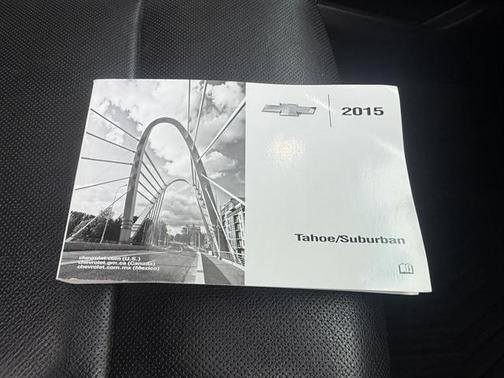 2015
Tahoe/Suburban
chevrolet.com (U.S.)
chevrolet.gm.ca (Canada)
chevrolet.com.mx (Mexico)